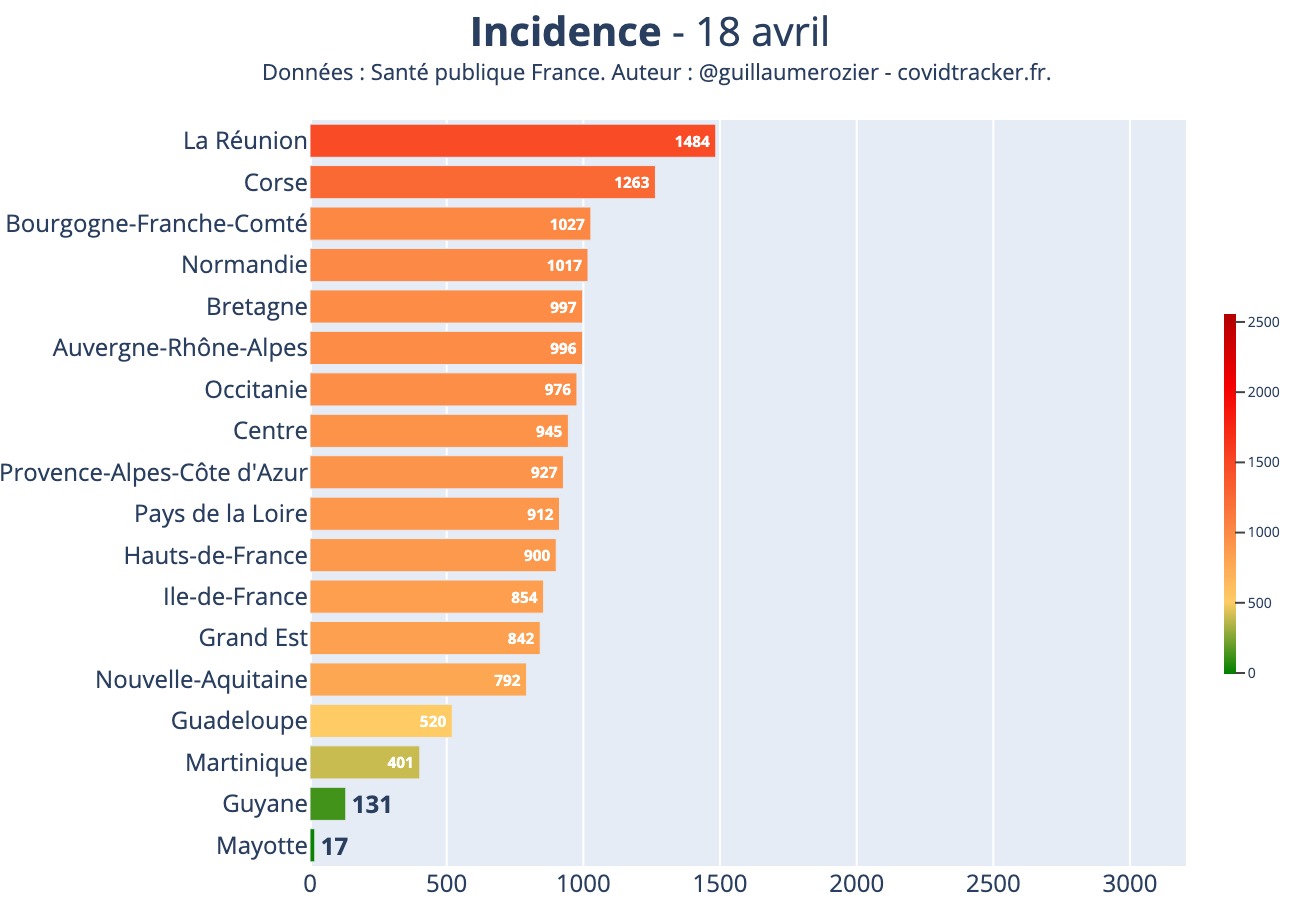 Incidence - 18 avril
Données : Santé publique France. Auteur : @guillaumerozier - covidtracker.fr.
La Réunion 1484
Corse 1263
Bourgogne-Franche-Comté 1027
Normandie 1017
Bretagne 997
Auvergne-Rhône-Alpes 996
Occitanie 976
Centre 945
Provence-Alpes-Côte d'Azur 927
Pays de la Loire 912
Hauts-de-France 900
Ile-de-France 854
Grand Est 842
Nouvelle-Aquitaine 792
Guadeloupe 520
Martinique 401
Guyane 131
Mayotte 17
0 500 1000 1500 2000 2500 3000
2500
2000
1500
1000
500
0